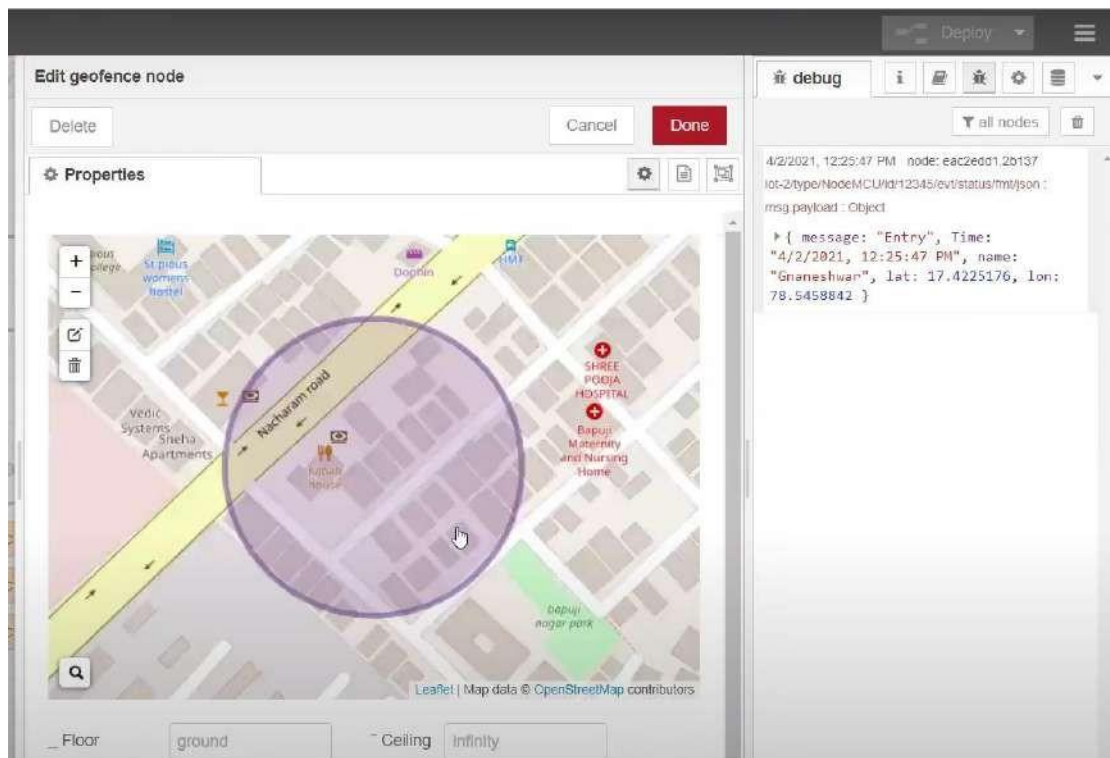 Deploy
Edit geofence node
debug
i
Delete
Cancel
Done
all nodes
Properties
4/2/2021, 12:25:47 PM node: eac2edd1.2b137
iot-2/type/NodeMCU/id/12345/evt/status/fmt/json :
msg.payload : Object
{ message: "Entry", Time:
"4/2/2021, 12:25:47 PM", name:
"Gnaneshwar", lat: 17.4225176, lon:
78.5458842 }
+
−
pious
college
St pious
womens
Hostel
Dolphin
HMT
SHREE
POOJA
HOSPITAL
Bapuji
Maternity
and Nursing
Home
Nacharam road
Vedic
Systems
Sneha
Apartments
kabab
house
bapuji
nagar park
Leaflet | Map data © OpenStreetMap contributors
Floor
ground
Ceiling
Infinity